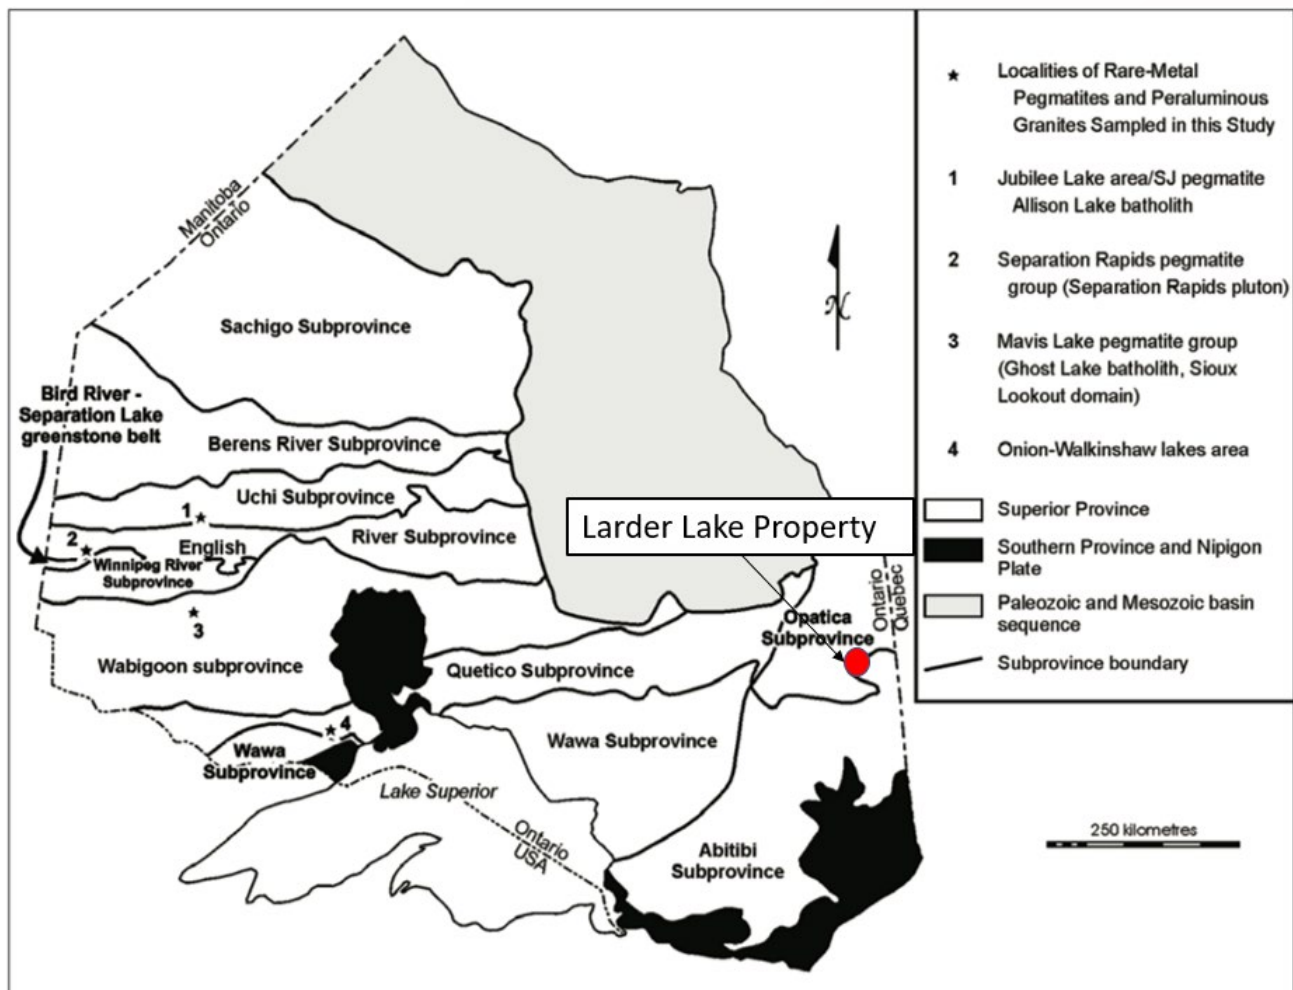 Manitoba
Ontario
Sachigo Subprovince
Bird River -
Separation Lake
greenstone belt
Berens River Subprovince
Uchi Subprovince
1
English
River Subprovince
2
Winnipeg River
Subprovince
3
Wabigoon subprovince
Quetico Subprovince
4
Wawa
Subprovince
Wawa Subprovince
Lake Superior
Ontario
USA
Abitibi
Subprovince
Opatica
Subprovince
Ontario
Quebec
Larder Lake Property
N
250 kilometres
Localities of Rare-Metal
Pegmatites and Peraluminous
Granites Sampled in this Study
1 Jubilee Lake area/SJ pegmatite
Allison Lake batholith
2 Separation Rapids pegmatite
group (Separation Rapids pluton)
3 Mavis Lake pegmatite group
(Ghost Lake batholith, Sioux
Lookout domain)
4 Onion-Walkinshaw lakes area
Superior Province
Southern Province and Nipigon
Plate
Paleozoic and Mesozoic basin
sequence
Subprovince boundary